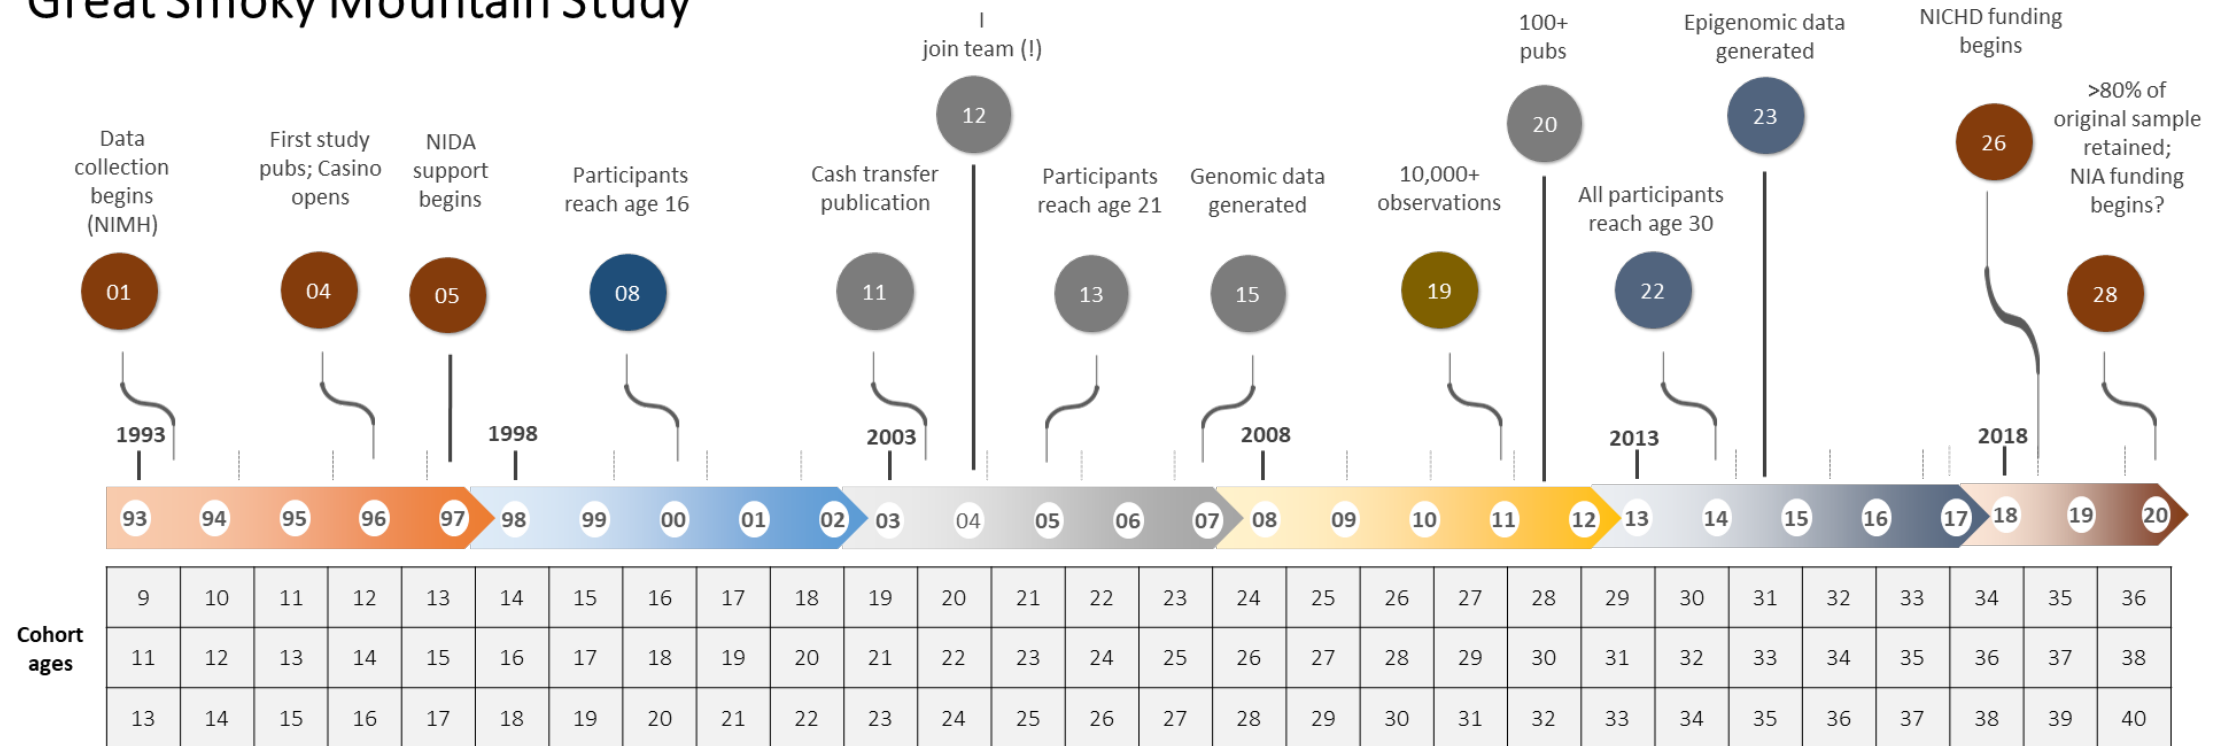 Great Smoky Mountain Study
Data
collection
begins
(NIMH)
01
First study
pubs; Casino
opens
04
NIDA
support
begins
05
Participants
reach age 16
08
Cash transfer
publication
11
I
join team (!)
12
Participants
reach age 21
13
Genomic data
generated
15
10,000+
observations
19
100+
pubs
20
All participants
reach age 30
22
Epigenomic data
generated
23
NICHD funding
begins
26
>80% of
original sample
retained;
NIA funding
begins?
28
1993 1998 2003 2008 2013 2018
93 94 95 96 97 98 99 00 01 02 03 04 05 06 07 08 09 10 11 12 13 14 15 16 17 18 19 20
Cohort
ages
9 10 11 12 13 14 15 16 17 18 19 20 21 22 23 24 25 26 27 28 29 30 31 32 33 34 35 36
11 12 13 14 15 16 17 18 19 20 21 22 23 24 25 26 27 28 29 30 31 32 33 34 35 36 37 38
13 14 15 16 17 18 19 20 21 22 23 24 25 26 27 28 29 30 31 32 33 34 35 36 37 38 39 40